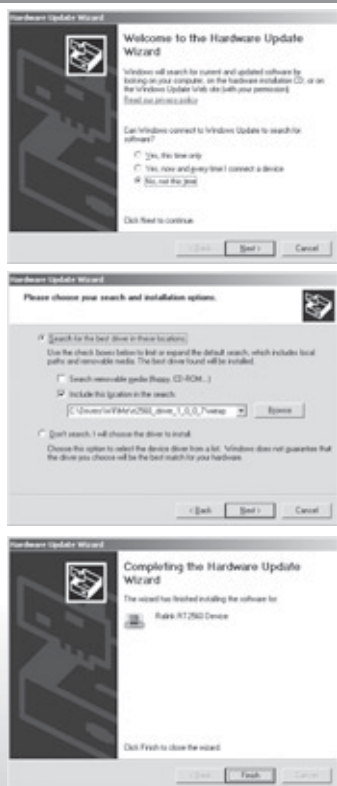 Hardware Update Wizard
Welcome to the Hardware Update
Wizard
Windows will search for current and updated software by
looking on your computer, on the hardware installation CD, or on
the Windows Update Web site (with your permission).
Read our privacy policy
Can Windows connect to Windows Update to search for
software?
Yes, this time only
Yes, now and every time I connect a device
No, not this time
Click Next to continue
< Back Next > Cancel
Hardware Update Wizard
Please choose your search and installation options.
Search for the best driver in these locations.
Use the check boxes below to limit or expand the default search, which includes local
paths and removable media. The best driver found will be installed.
Search removable media (floppy, CD-ROM...)
Include this location in the search:
Browse
Don't search. I will choose the driver to install.
Choose this option to select the device driver from a list. Windows does not guarantee that
the driver you choose will be the best match for your hardware.
< Back Next > Cancel
Hardware Update Wizard
Completing the Hardware Update
Wizard
The wizard has finished installing the software for:
Ralink RT2560 Device
Click Finish to close the wizard.
< Back Finish Cancel